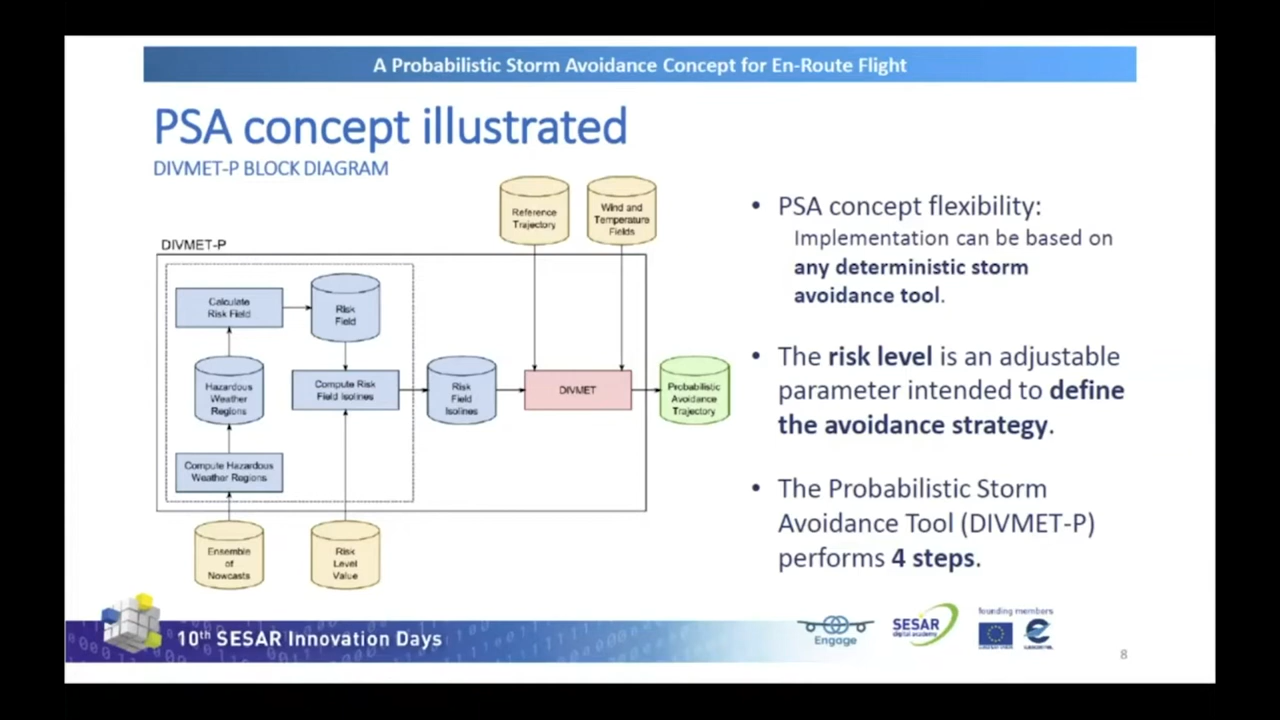 A Probabilistic Storm Avoidance Concept for En-Route Flight
PSA concept illustrated
DIVMET-P BLOCK DIAGRAM
Reference
Trajectory
Wind and
Temperature
Fields
DIVMET-P
Calculate
Risk Field
Risk
Field
Hazardous
Weather
Regions
Compute Risk
Field Isolines
Risk
Field
Isolines
DIVMET
Probabilistic
Avoidance
Trajectory
Compute Hazardous
Weather Regions
Ensemble
of
Nowcasts
Risk
Level
Value
• PSA concept flexibility:
Implementation can be based on
any deterministic storm
avoidance tool.
• The risk level is an adjustable
parameter intended to define
the avoidance strategy.
• The Probabilistic Storm
Avoidance Tool (DIVMET-P)
performs 4 steps.
10th SESAR Innovation Days
Engage
SESAR
digital academy
founding members
8